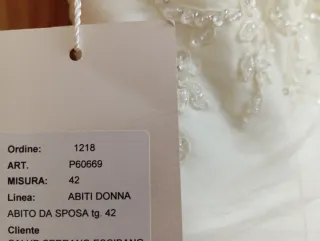 Ordine: 1218
ART. P60669
MISURA: 42
Linea: ABITI DONNA
ABITO DA SPOSA tg. 42
Cliente